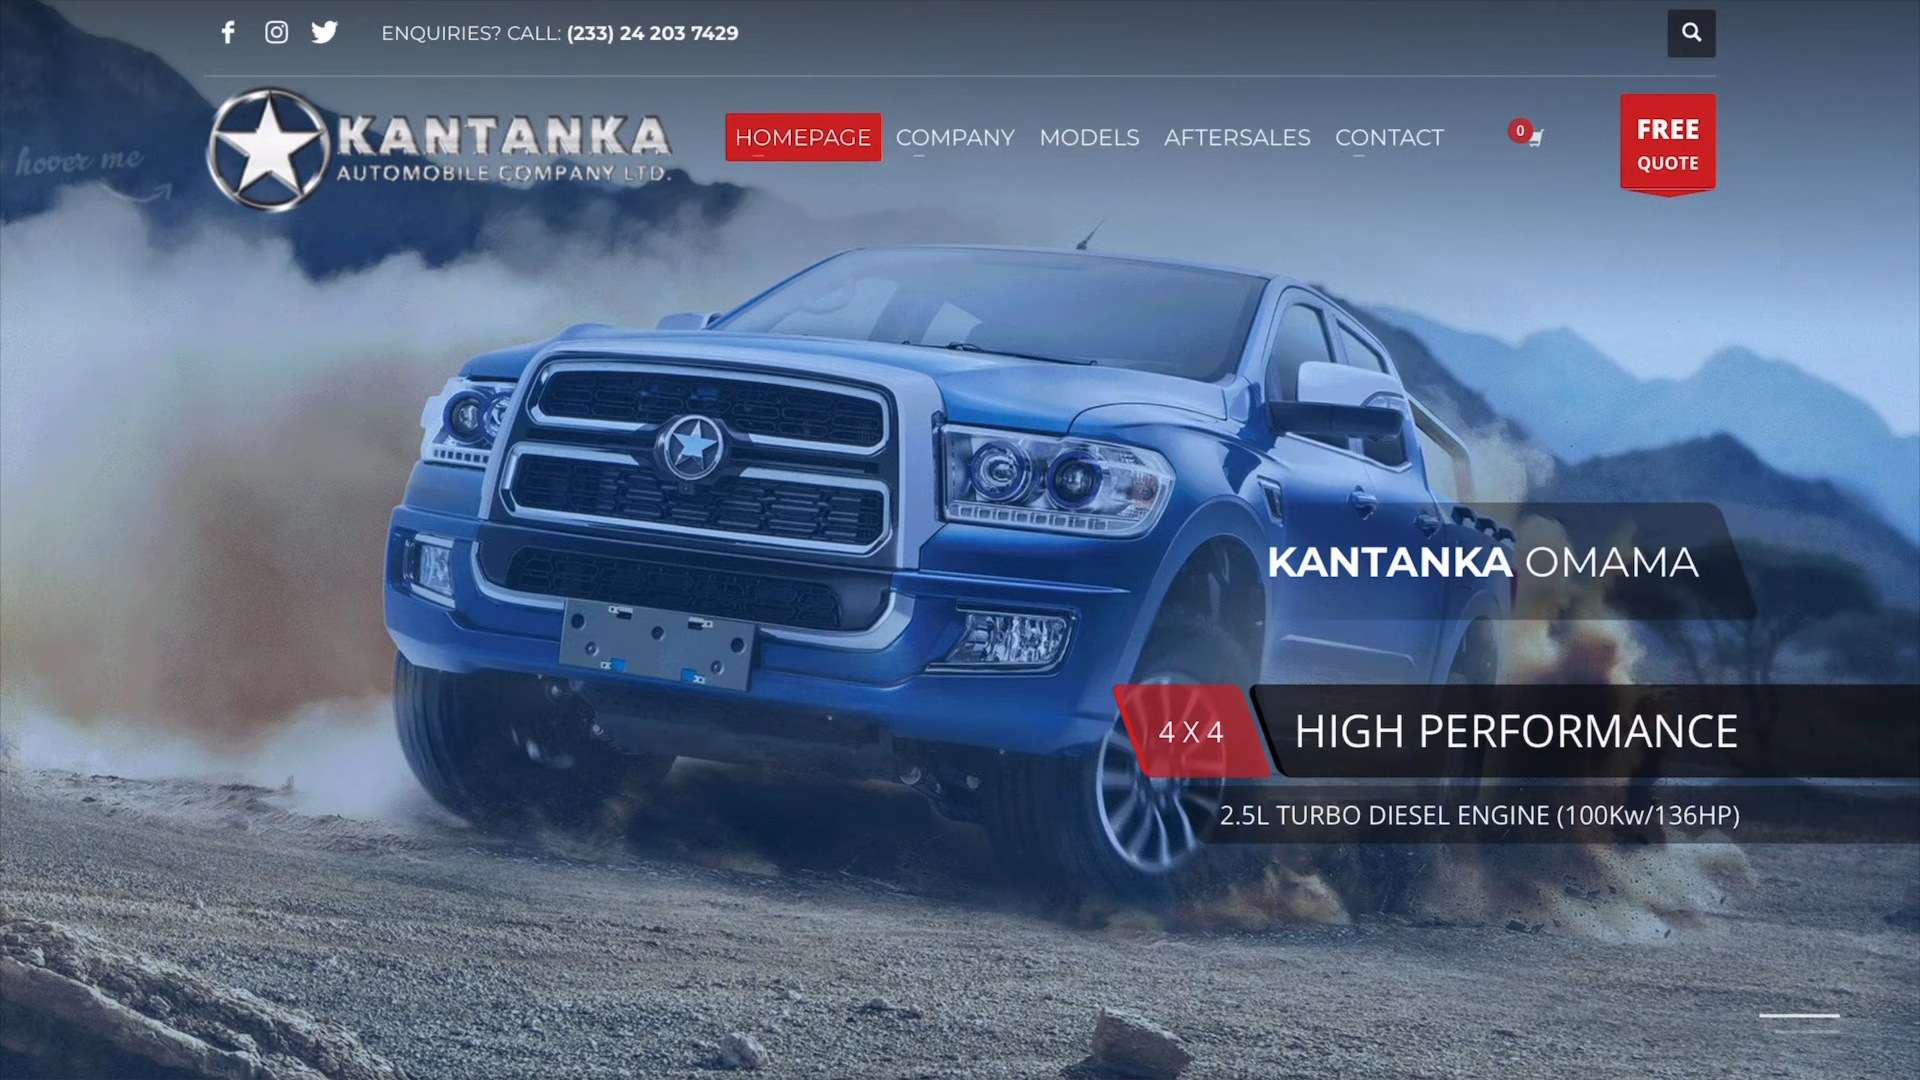 ENQUIRIES? CALL: (233) 24 203 7429
KANTANKA
AUTOMOBILE COMPANY LTD.
HOMEPAGE
COMPANY
MODELS
AFTERSALES
CONTACT
0
FREE
QUOTE
hover me
KANTANKA OMAMA
4 X 4
HIGH PERFORMANCE
2.5L TURBO DIESEL ENGINE (100Kw/136HP)